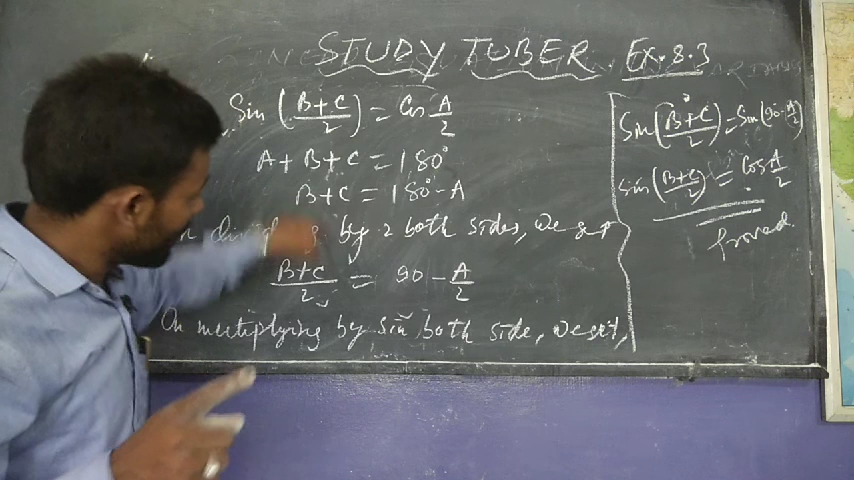 STUDY TUBER Ex.8.3
Sin (B+C/2) = Cos A/2
A + B + C = 180°
B + C = 180° - A
by 2 both sides, we get
B+C/2 = 90 - A/2
On multiplying by sin both side, we get,
Sin (B+C/2) = Sin (90° - A/2)
Sin (B+C/2) = Cos A/2
Proved